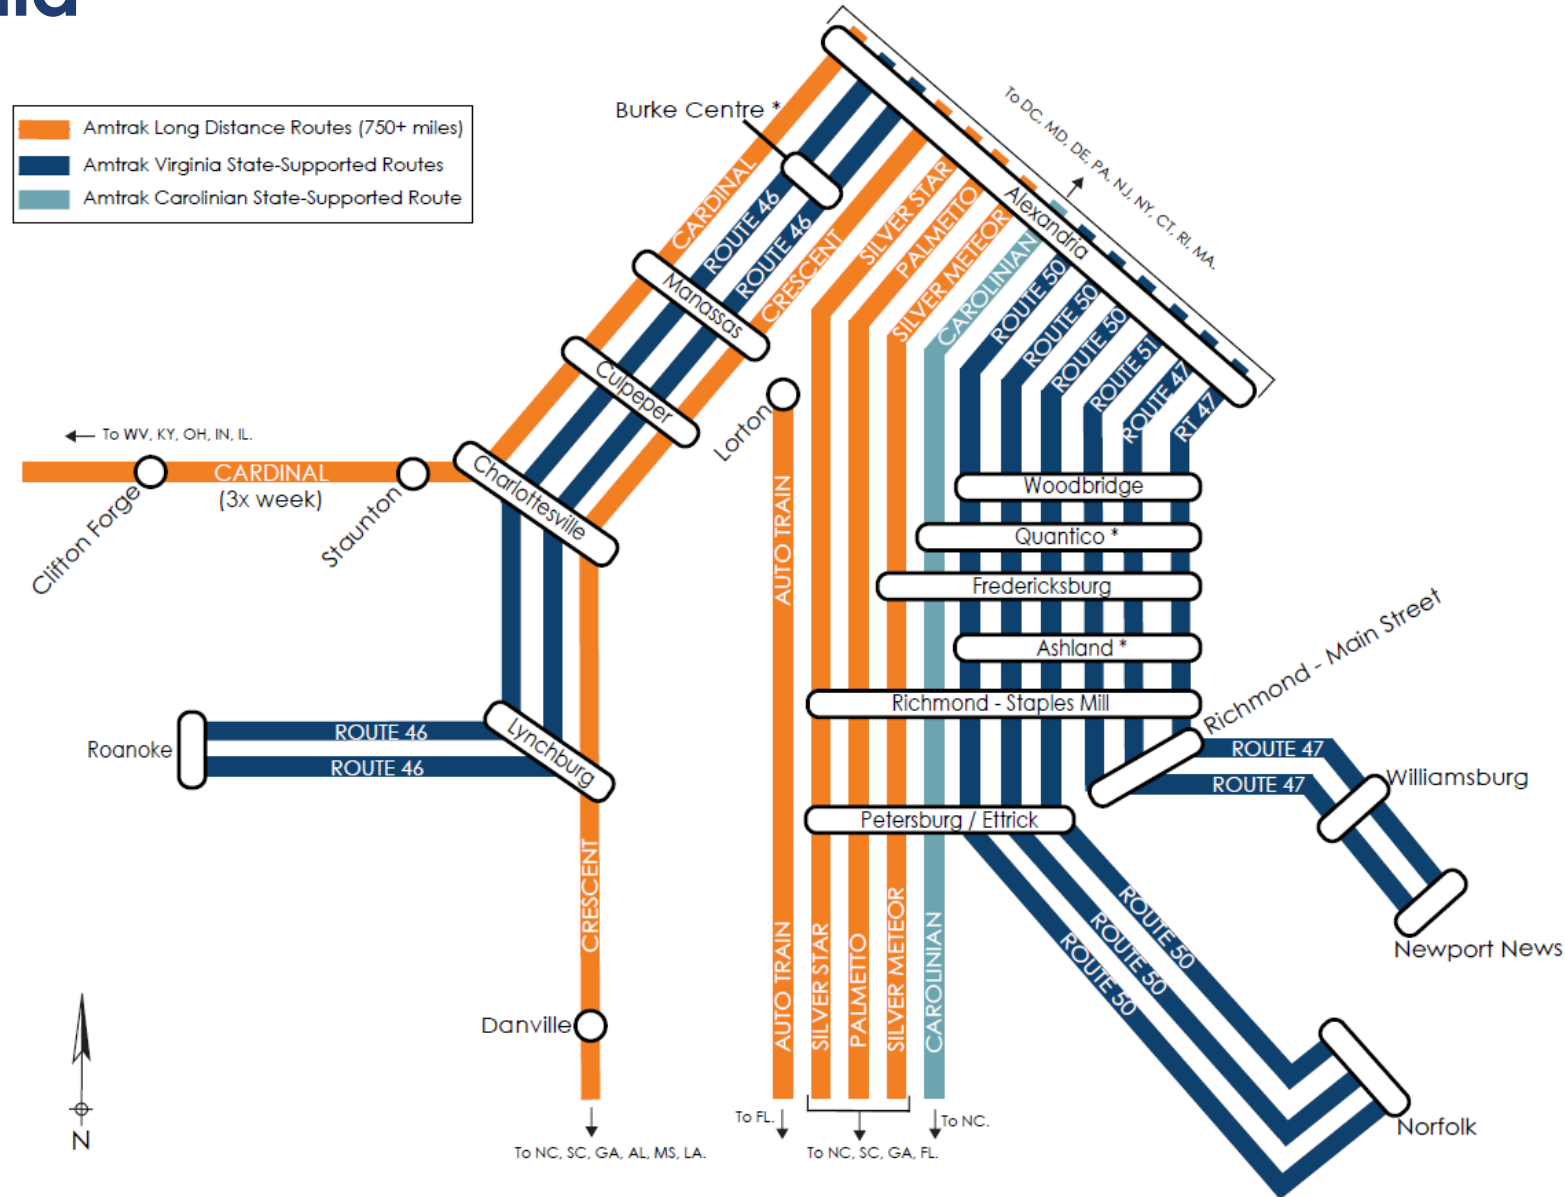 Amtrak Long Distance Routes (750+ miles)
Amtrak Virginia State-Supported Routes
Amtrak Carolinian State-Supported Route
Burke Centre *
To DC, MD, DE, PA, NJ, NY, CT, RI, MA.
Alexandria
CARDINAL
ROUTE 46
ROUTE 46
CRESCENT
SILVER STAR
PALMETTO
SILVER METEOR
CAROLINIAN
ROUTE 50
ROUTE 50
ROUTE 50
ROUTE 51
ROUTE 47
RT 47
Manassas
Culpeper
Lorton
Charlottesville
To WV, KY, OH, IN, IL.
CARDINAL
(3x week)
Clifton Forge
Staunton
AUTO TRAIN
Woodbridge
Quantico *
Fredericksburg
Ashland *
Richmond - Staples Mill
Richmond - Main Street
ROUTE 47
ROUTE 47
Williamsburg
Newport News
Roanoke
ROUTE 46
ROUTE 46
Lynchburg
Petersburg / Ettrick
CRESCENT
AUTO TRAIN
SILVER STAR
PALMETTO
SILVER METEOR
CAROLINIAN
ROUTE 50
ROUTE 50
ROUTE 50
Danville
Norfolk
N
To FL.
To NC.
To NC, SC, GA, AL, MS, LA.
To NC, SC, GA, FL.